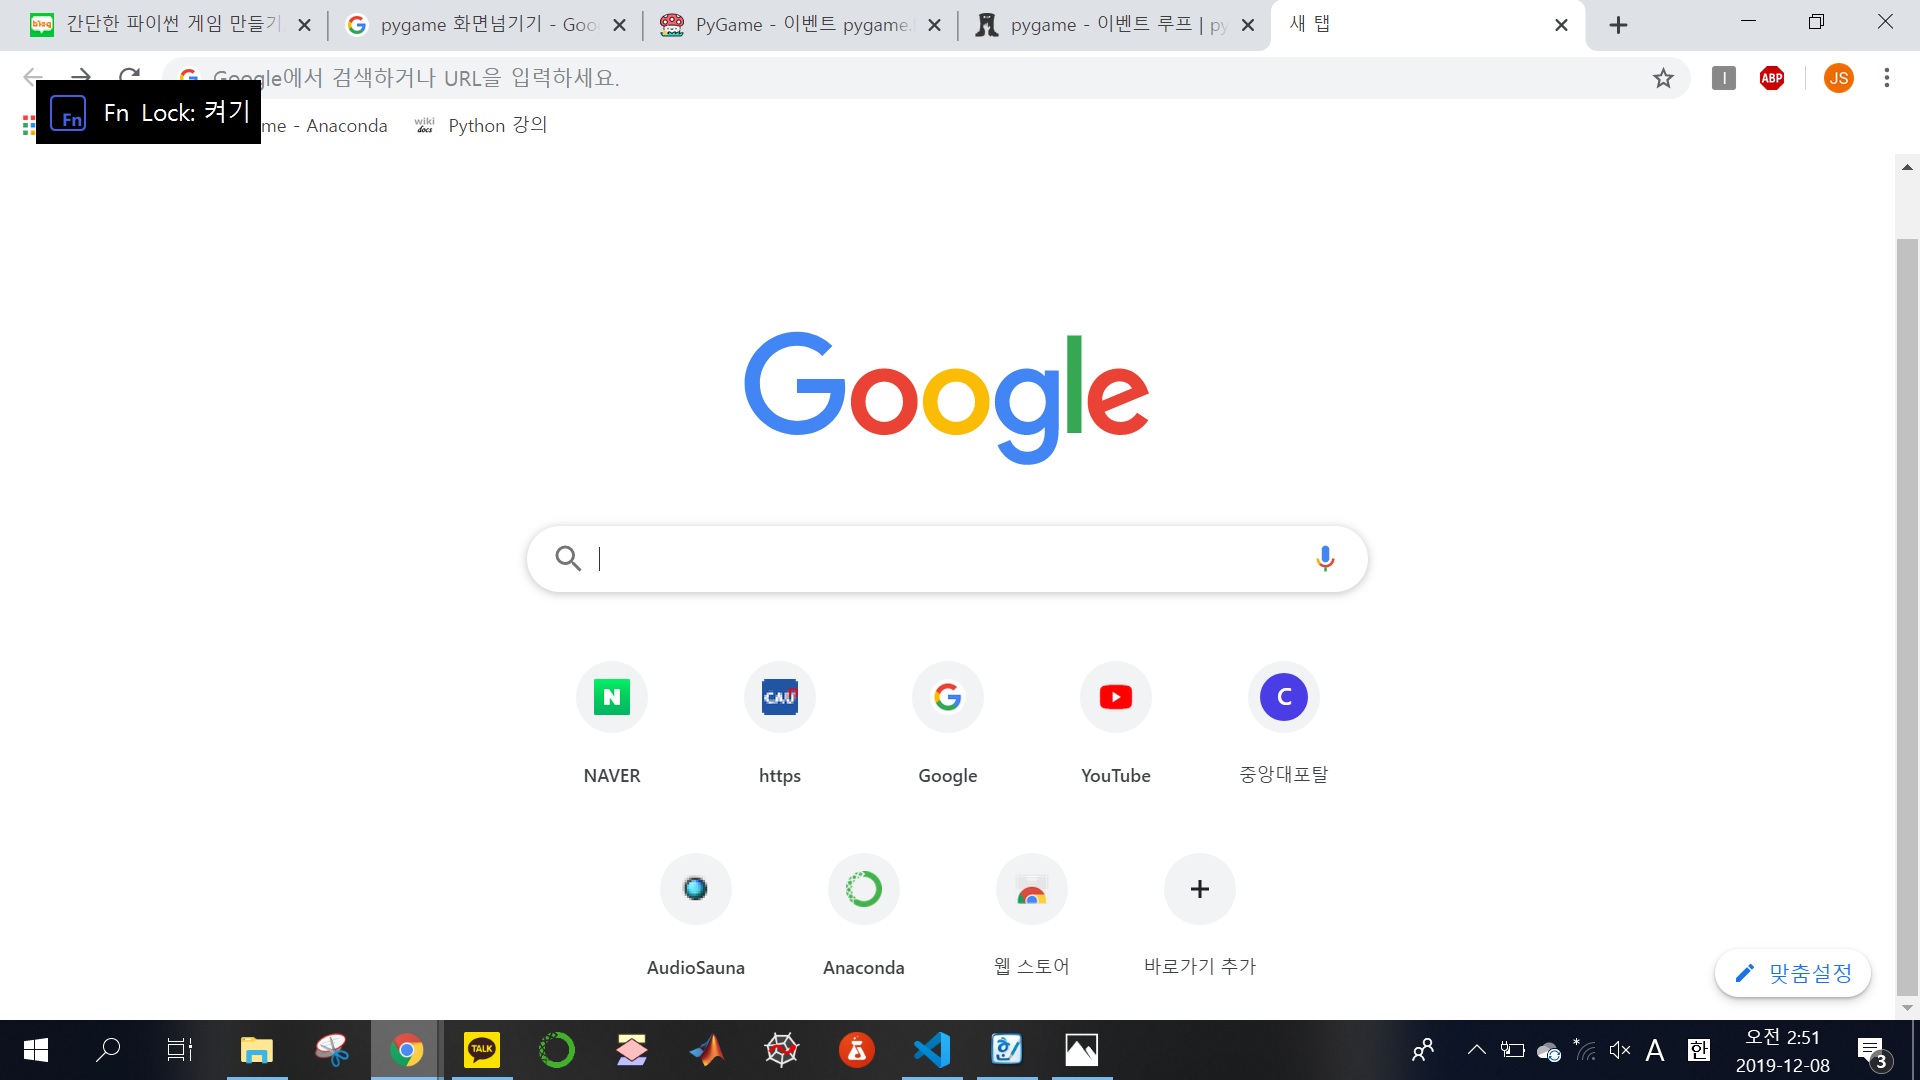 간단한 파이썬 게임 만들기
pygame 화면넘기기 - Goo
PyGame - 이벤트 pygame.
pygame - 이벤트 루프 | py
새 탭
Google에서 검색하거나 URL을 입력하세요.
ABP
JS
Fn Fn Lock: 켜기
me - Anaconda
wiki docs Python 강의
Google
N
CAU
G
C
NAVER
https
Google
YouTube
중앙대포탈
AudioSauna
Anaconda
웹 스토어
바로가기 추가
맞춤설정
TALK
A
한
오전 2:51
2019-12-08
3